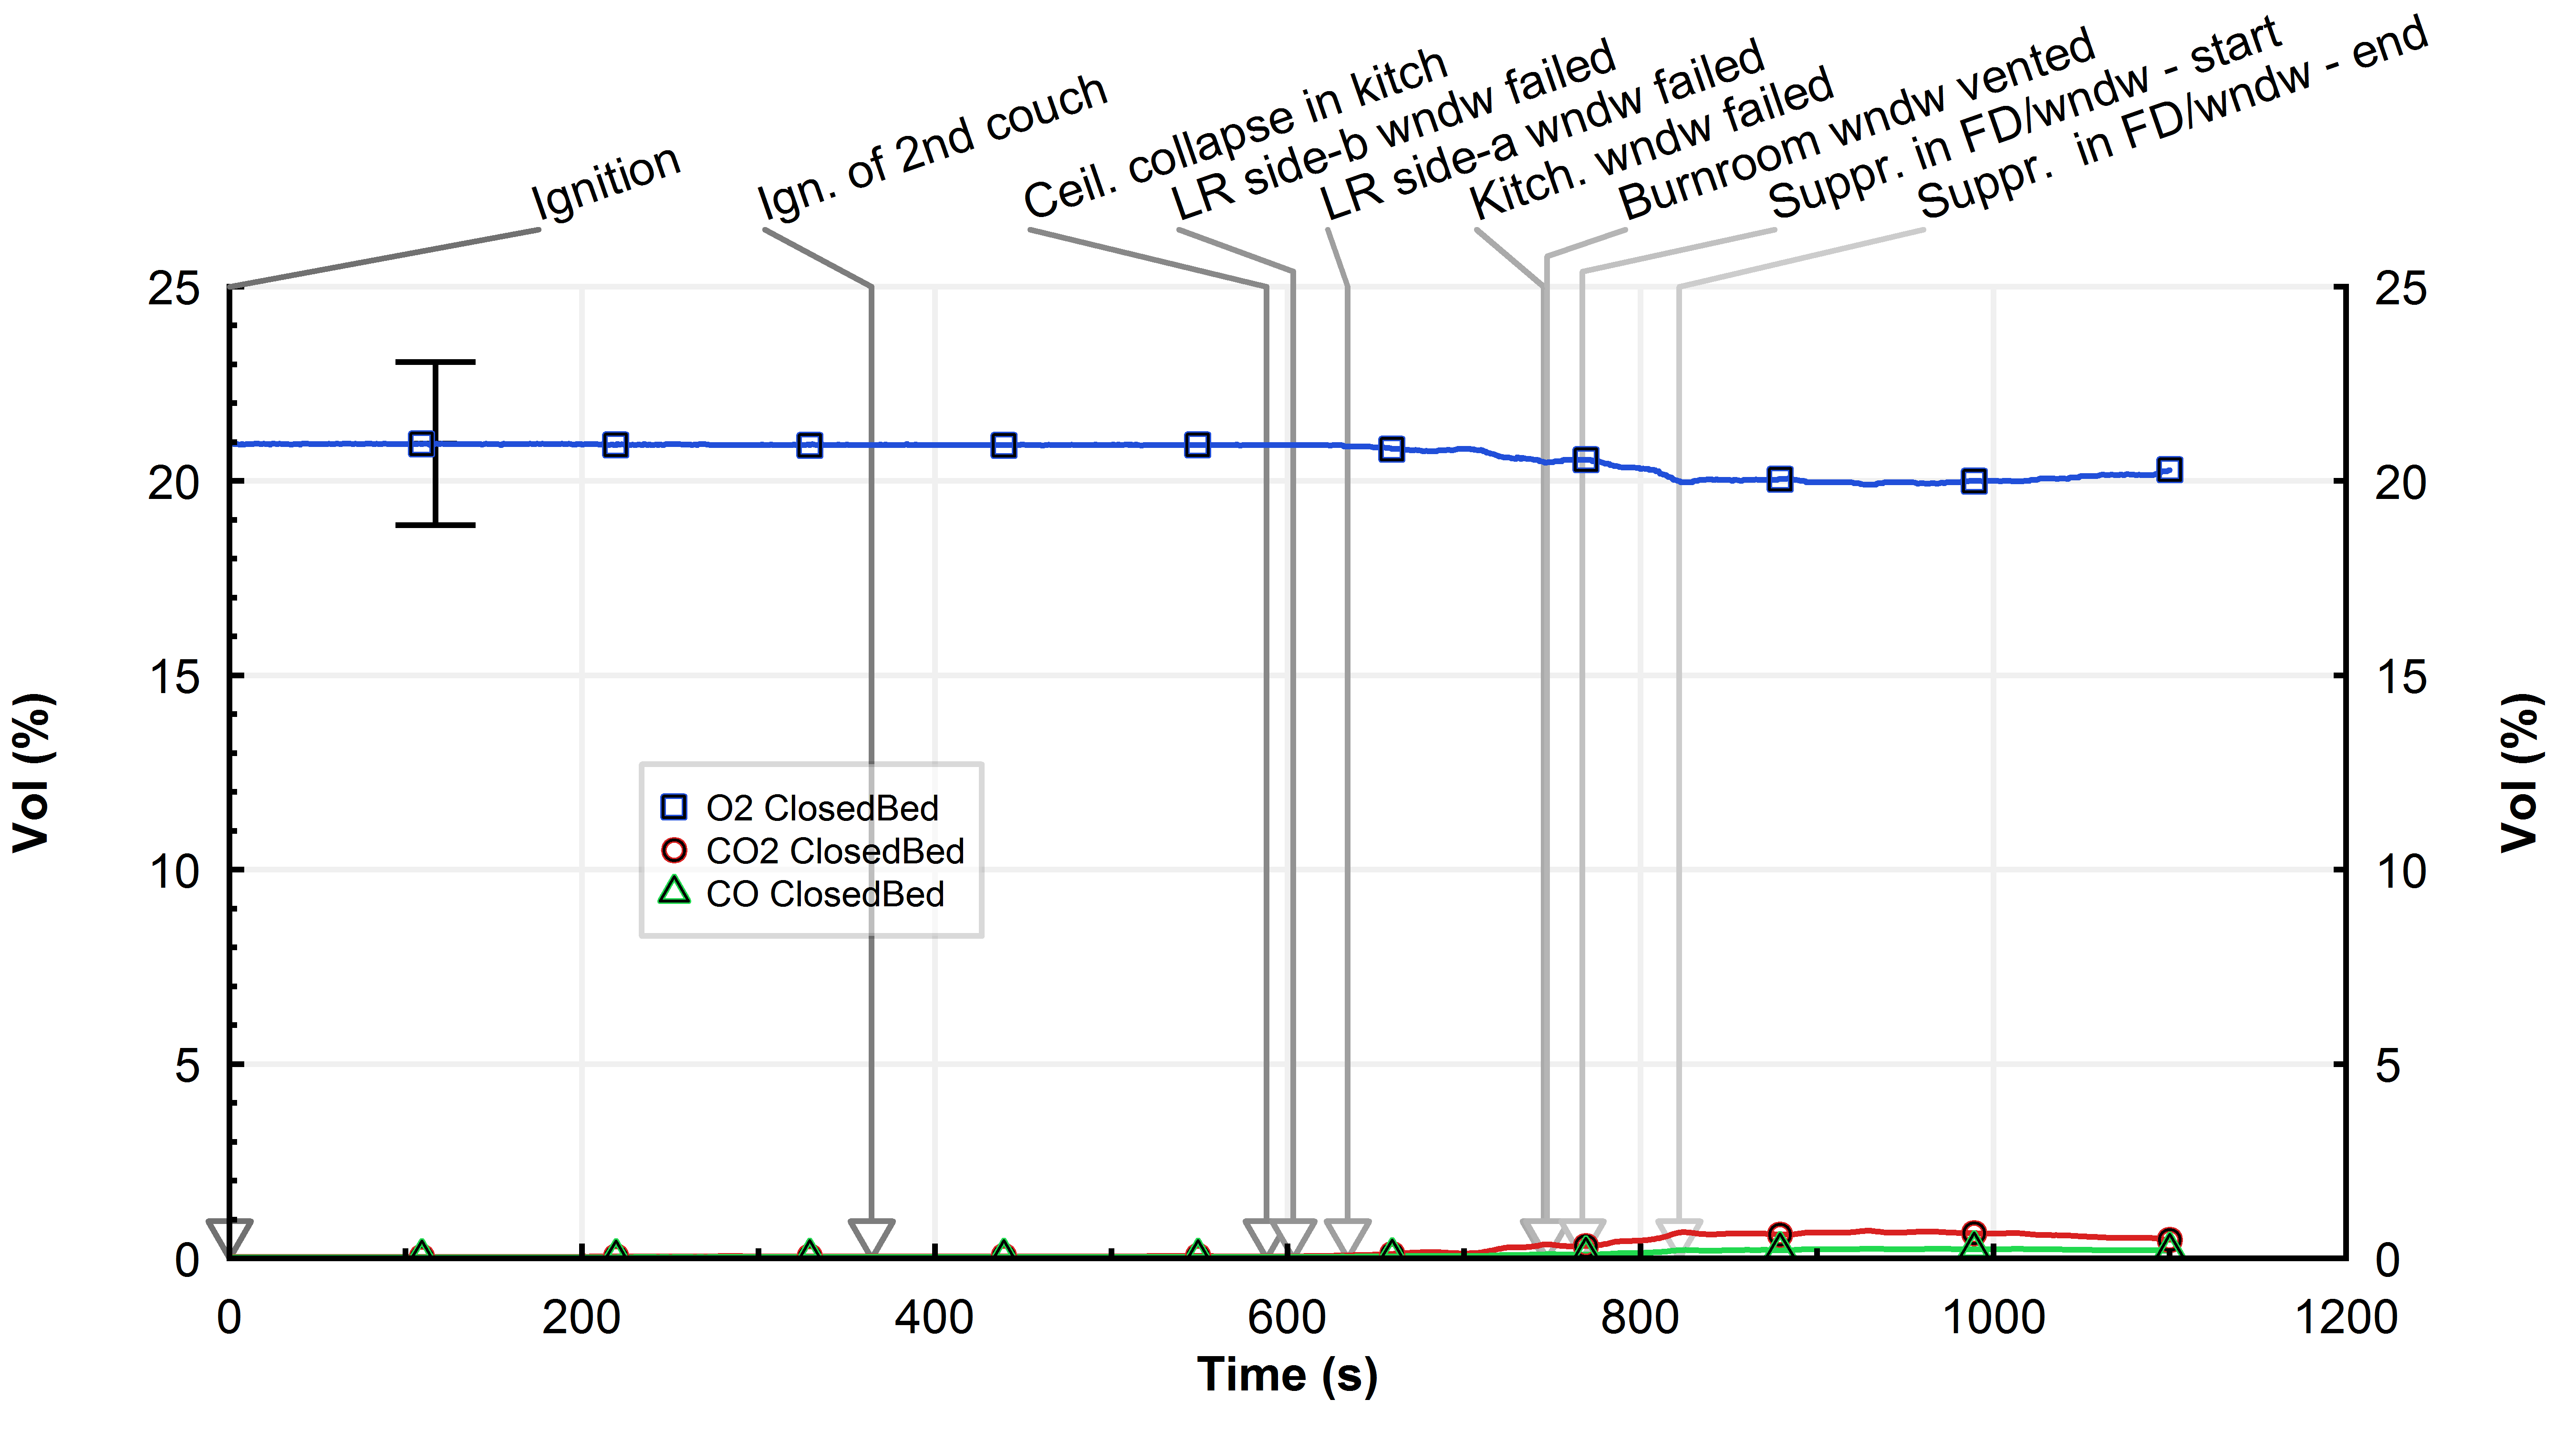 Ignition
Ign. of 2nd couch
Ceil. collapse in kitch
LR side-b wndw failed
LR side-a wndw failed
Kitch. wndw failed
Burnroom wndw vented
Suppr. in FD/wndw - start
Suppr.  in FD/wndw - end
25
20
15
10
5
0
Vol (%)
O2 ClosedBed
CO2 ClosedBed
CO ClosedBed
25
20
15
10
5
0
Vol (%)
0 200 400 600 800 1000 1200
Time (s)